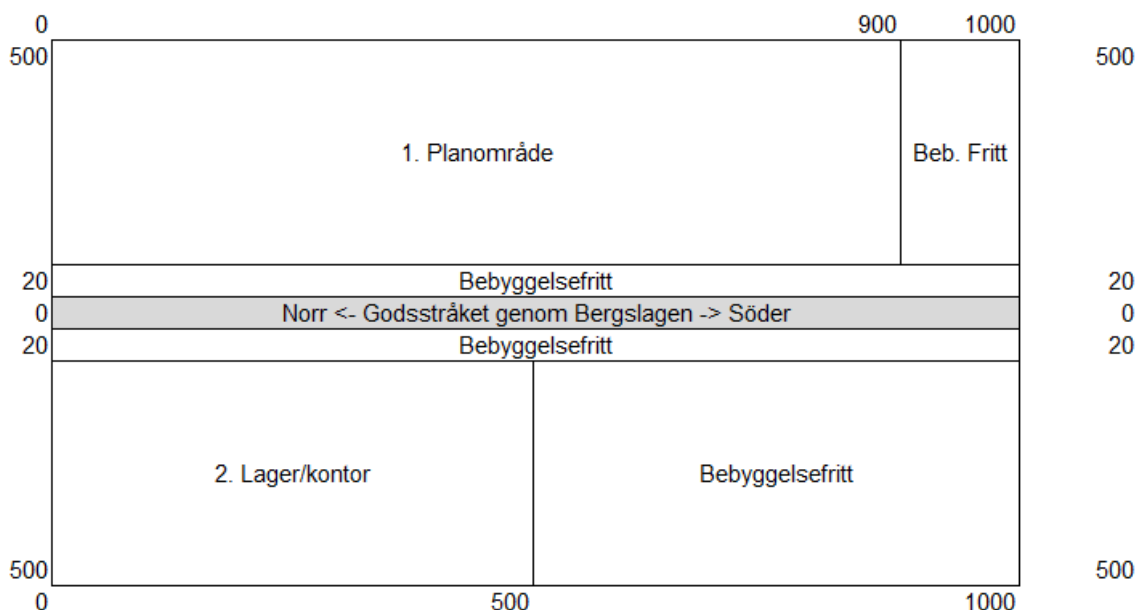 0 900 1000
500 500
1. Planområde Beb. Fritt
20 Bebyggelsefritt 20
0 Norr <- Godsstråket genom Bergslagen -> Söder 0
20 Bebyggelsefritt 20
2. Lager/kontor Bebyggelsefritt
500 500
0 500 1000